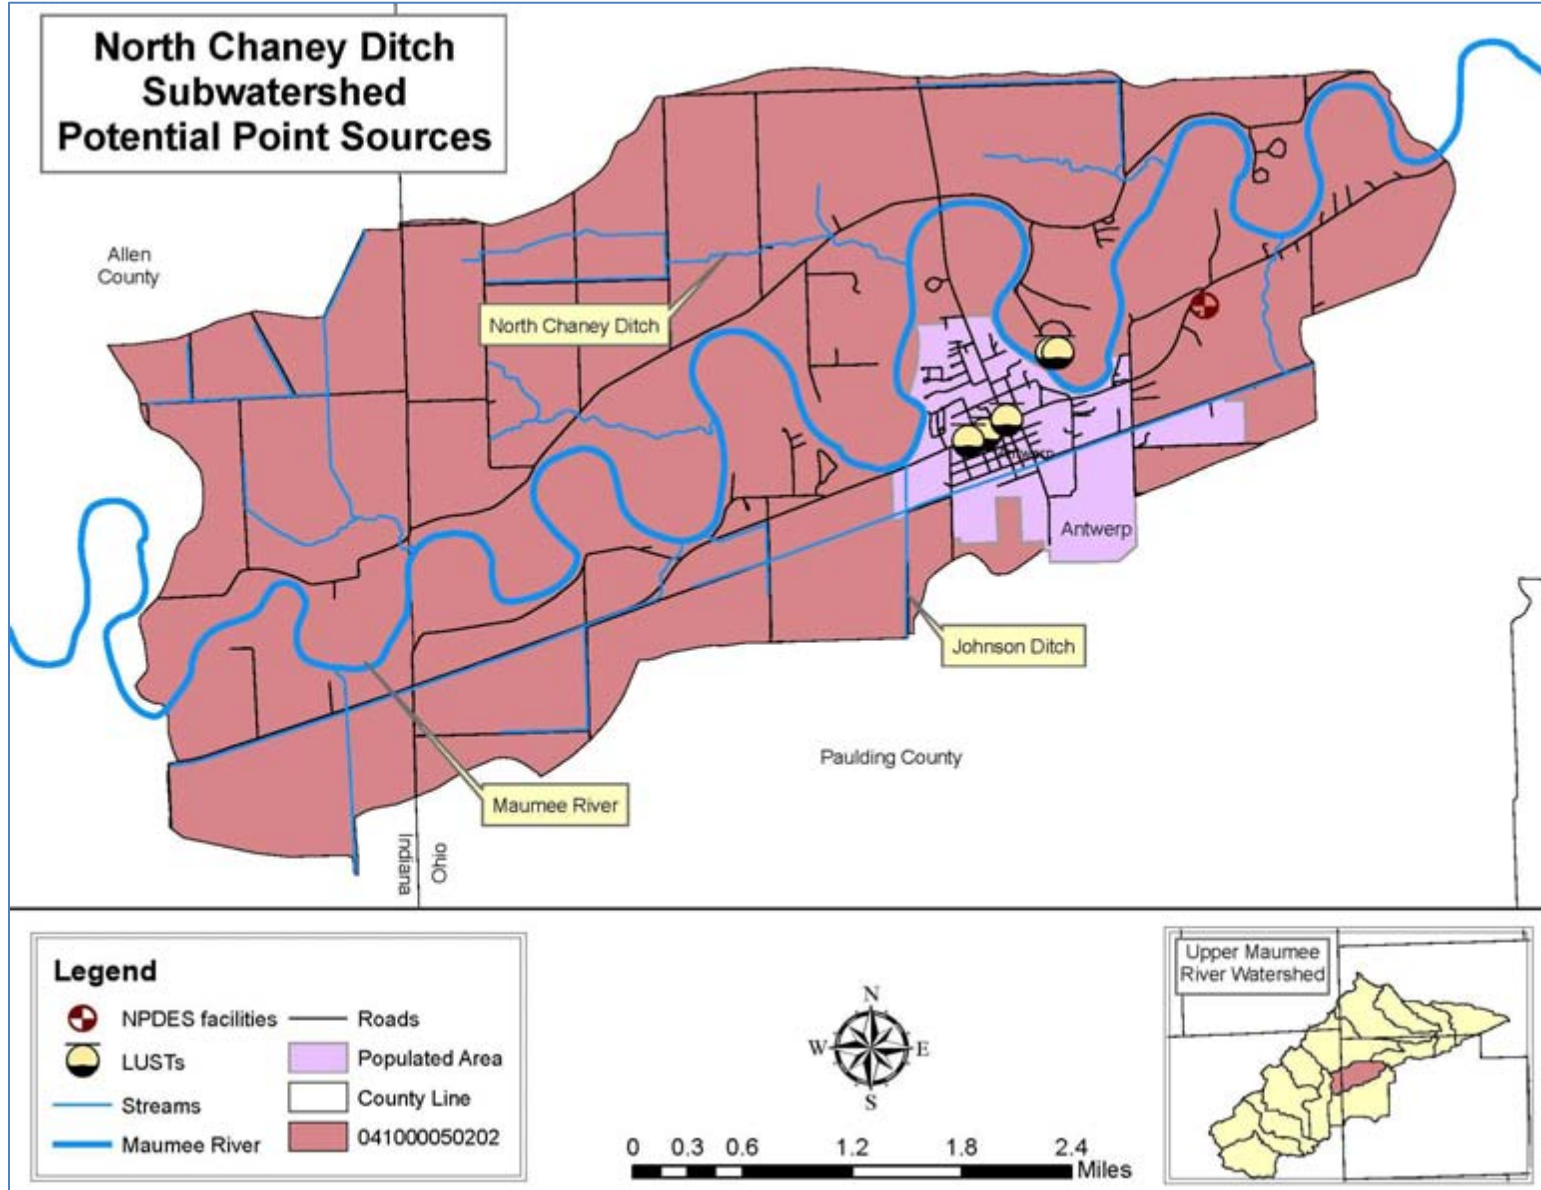 North Chaney Ditch
Subwatershed
Potential Point Sources
Allen
County
North Chaney Ditch
Antwerp
Antwerp
Johnson Ditch
Paulding County
Maumee River
Indiana
Ohio
Legend
NPDES facilities
LUSTs
Streams
Maumee River
Roads
Populated Area
County Line
041000050202
N
W
E
S
0 0.3 0.6 1.2 1.8 2.4
Miles
Upper Maumee
River Watershed